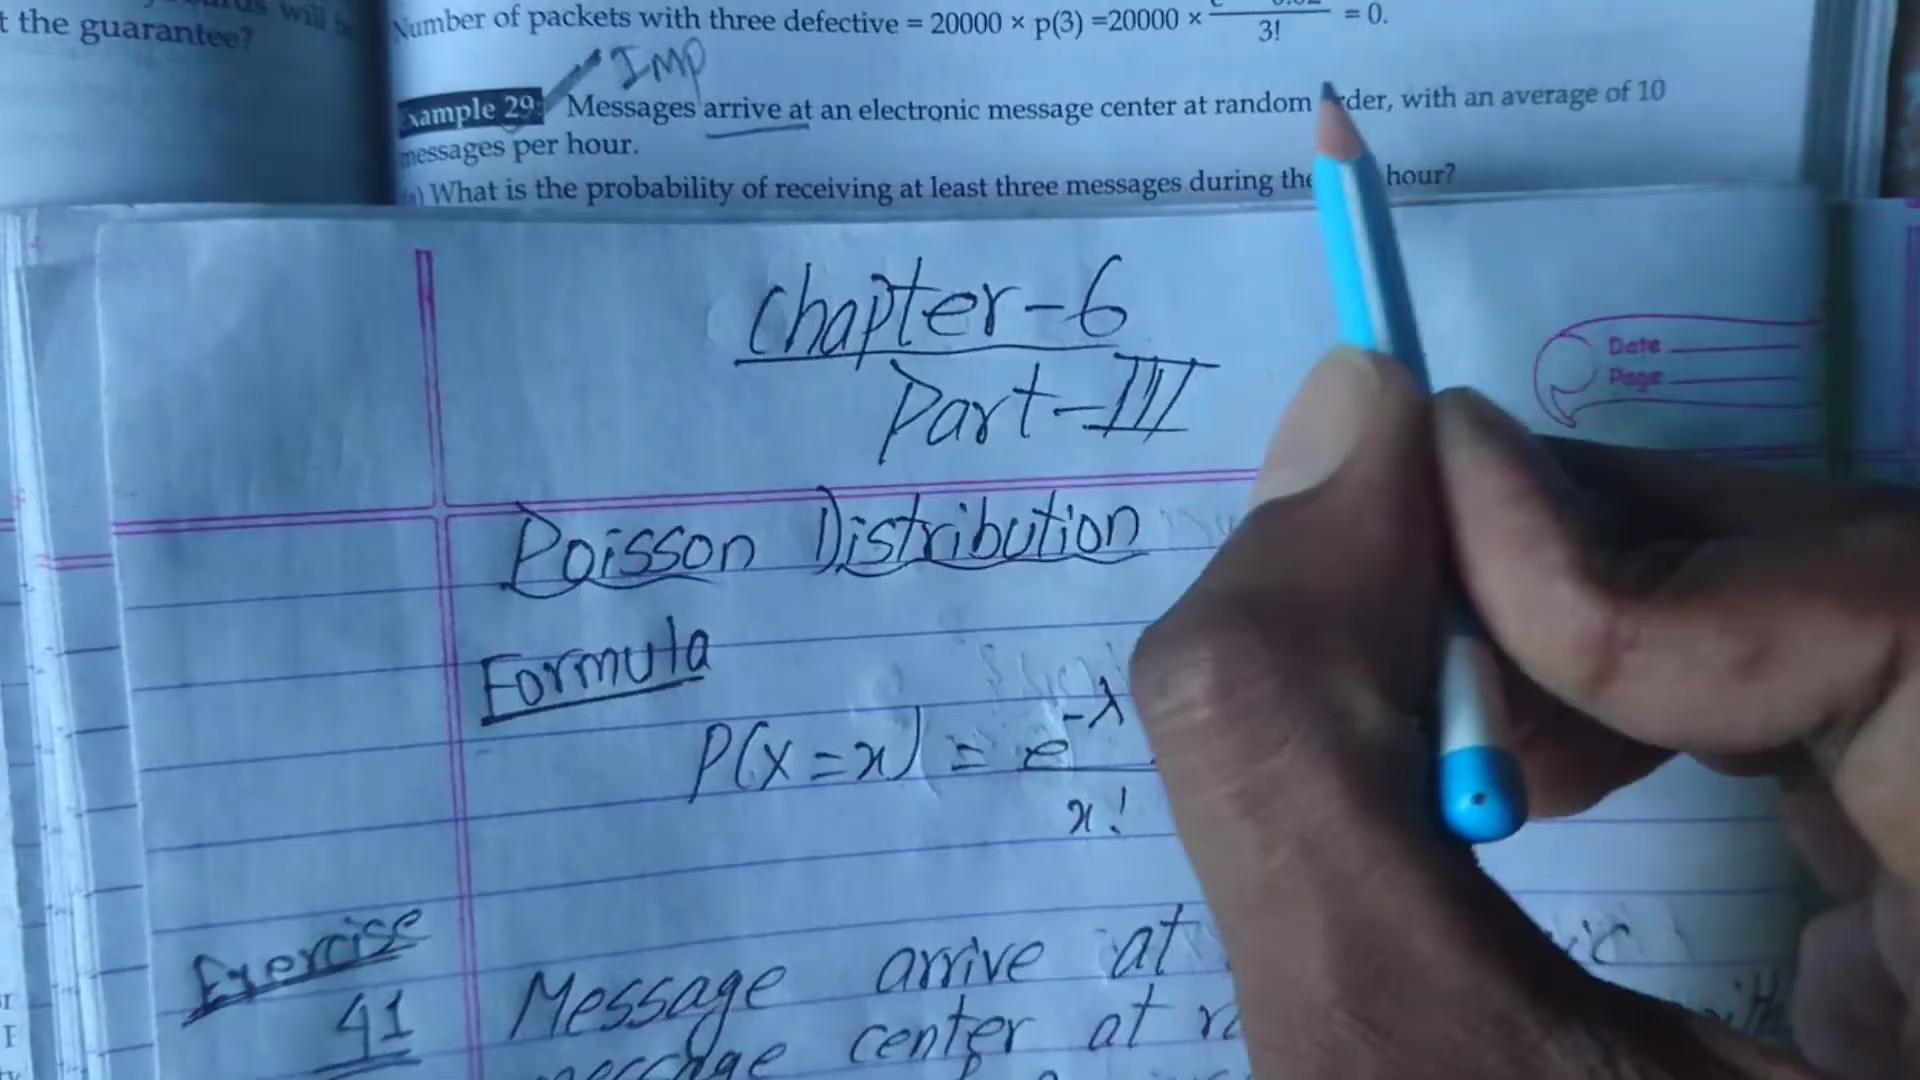 t the guarantee?
will
Number of packets with three defective = 20000 × p(3) =20000 × 3! = 0.
IMP
xample 29: Messages arrive at an electronic message center at random rder, with an average of 10
messages per hour.
What is the probability of receiving at least three messages during the hour?
Chapter-6
Part-III
Date
Page
Poisson Distribution
Formula
P(X=x) = e^-λ
x!
Exercise
41
Message arrive at
message center at